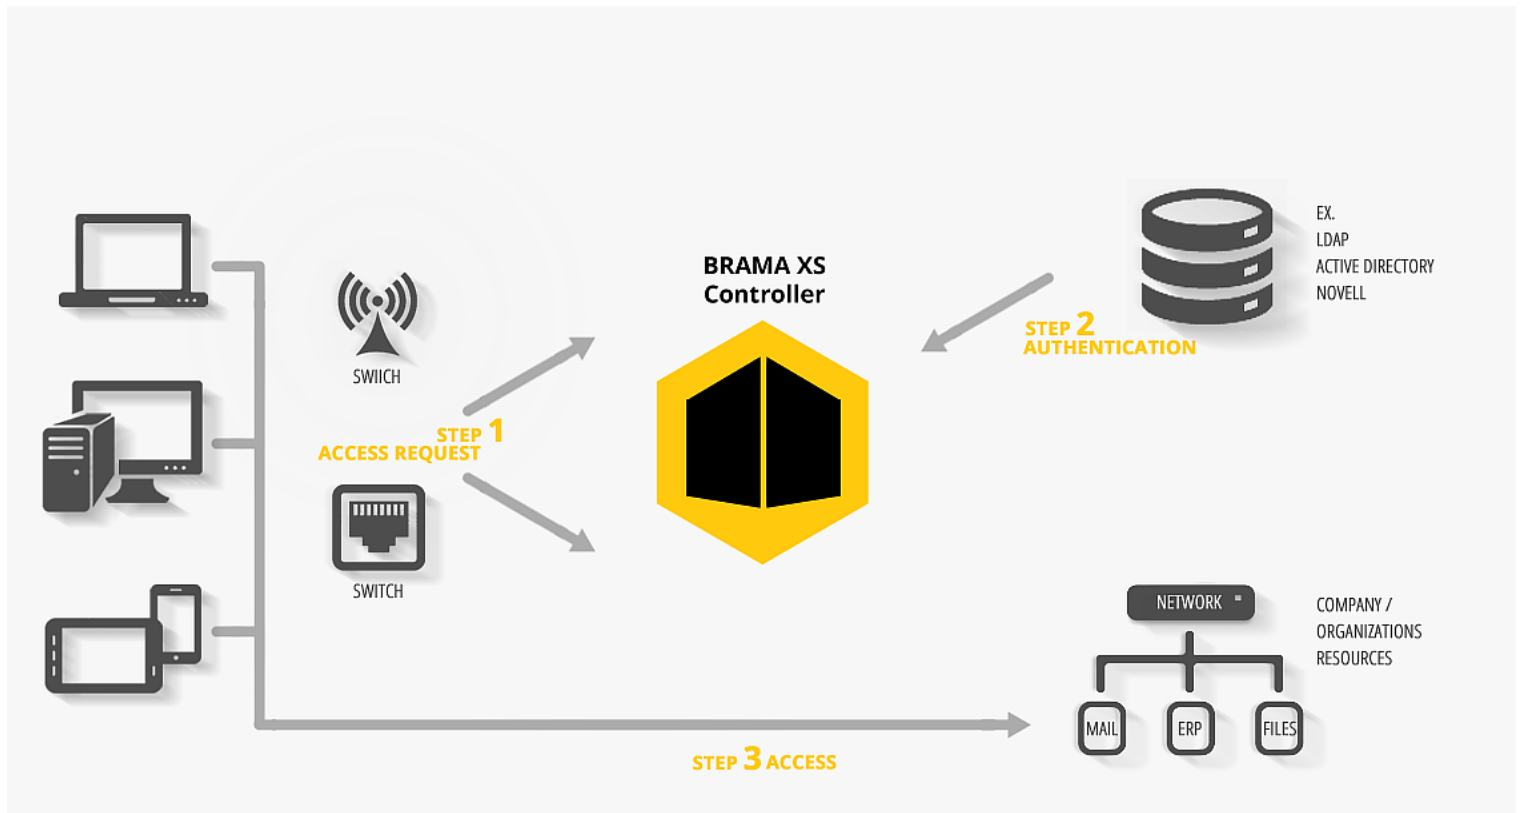 BRAMA XS
Controller
EX.
LDAP
ACTIVE DIRECTORY
NOVELL
STEP 2
AUTHENTICATION
SWIICH
STEP 1
ACCESS REQUEST
SWITCH
NETWORK
COMPANY /
ORGANIZATIONS
RESOURCES
MAIL
ERP
FILES
STEP 3 ACCESS